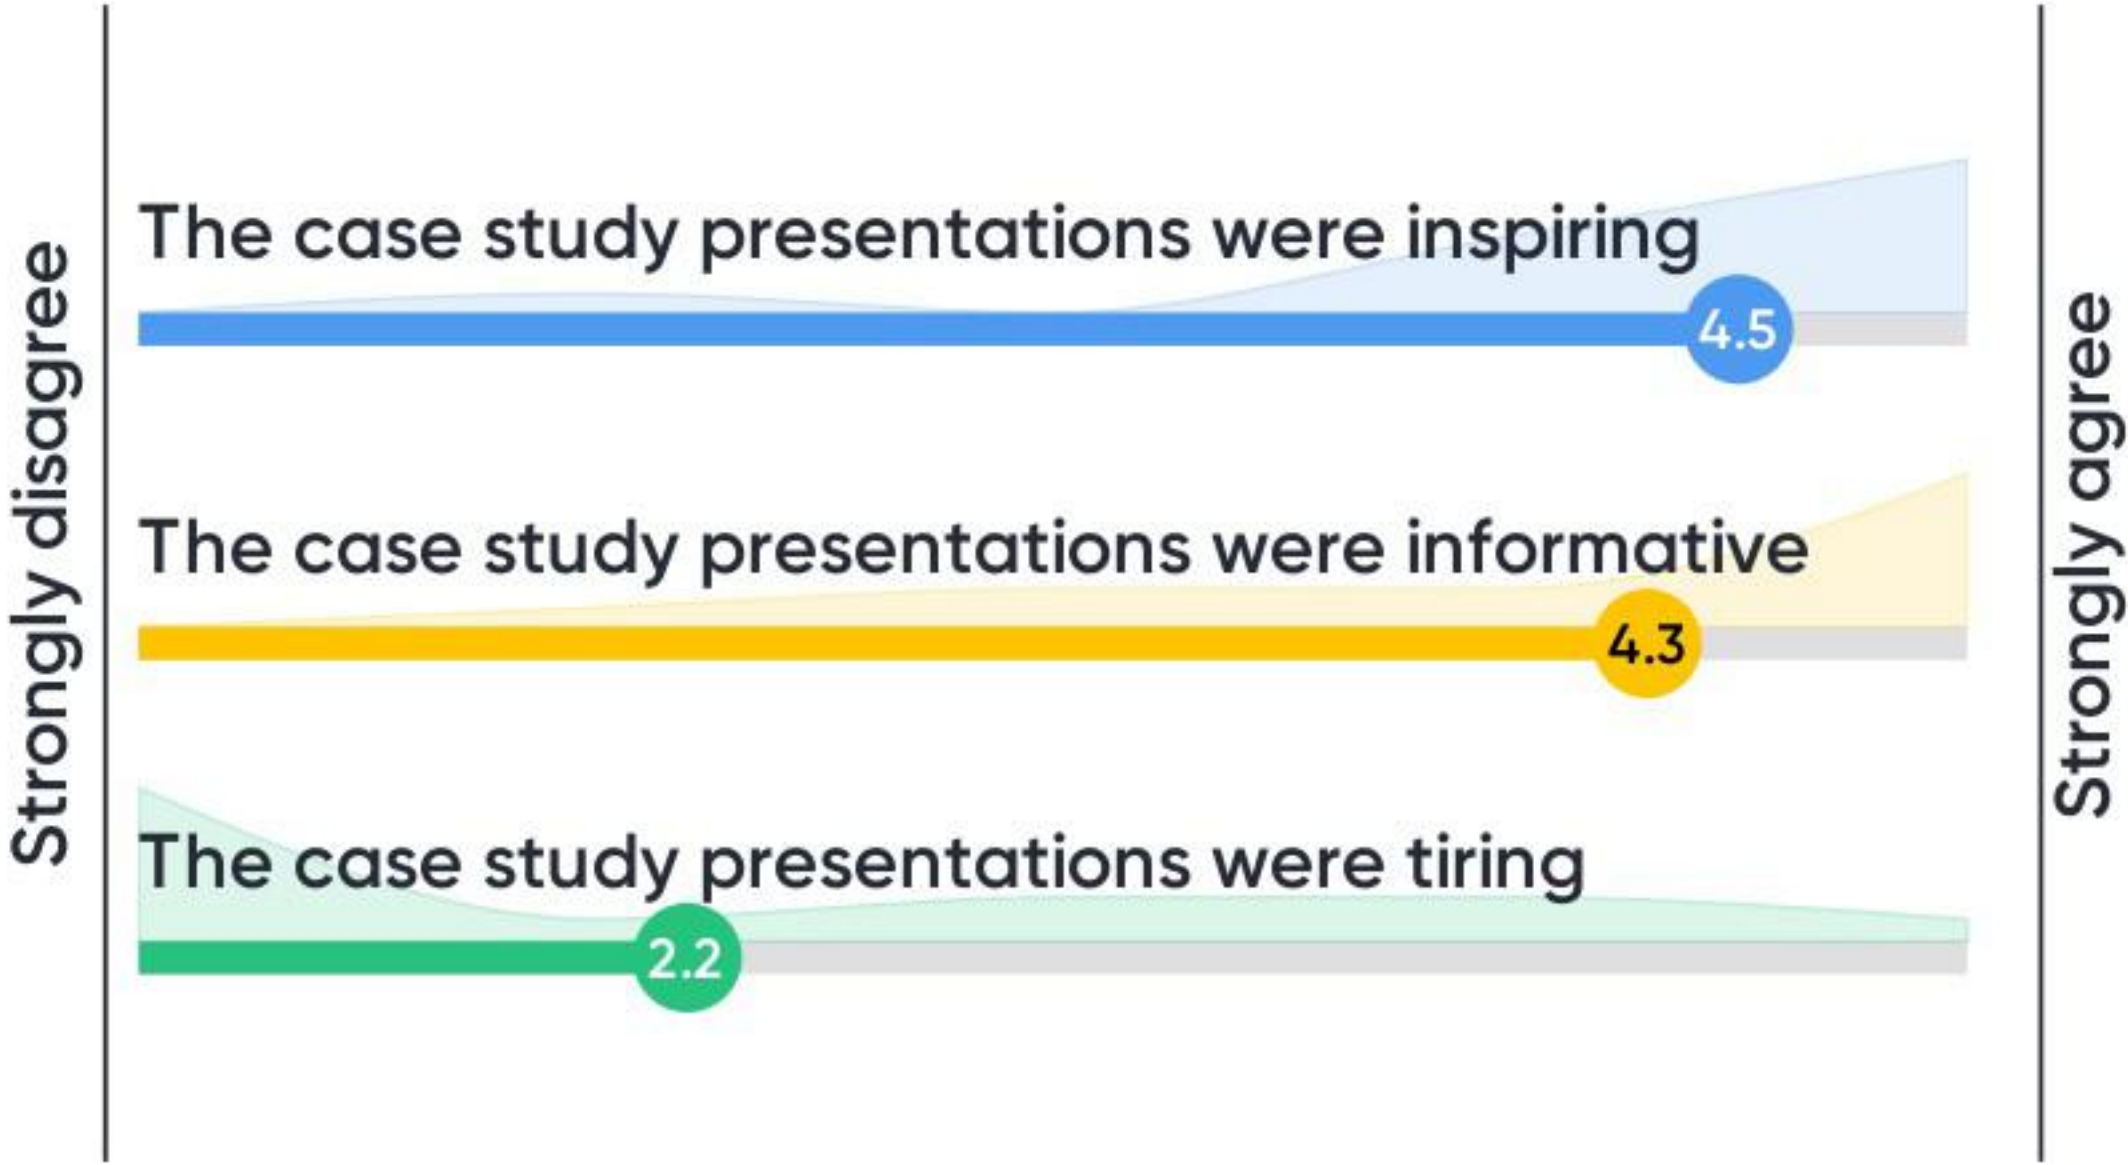 Strongly disagree
The case study presentations were inspiring
4.5
The case study presentations were informative
4.3
The case study presentations were tiring
2.2
Strongly agree